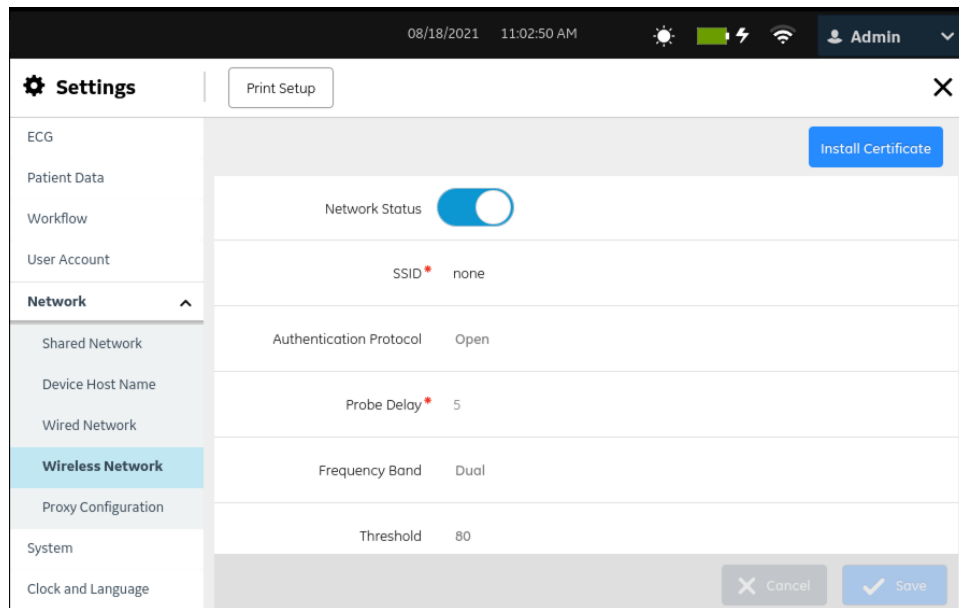 08/18/2021 11:02:50 AM Admin
Settings Print Setup
Install Certificate
ECG
Patient Data
Workflow
User Account
Network
Shared Network
Device Host Name
Wired Network
Wireless Network
Proxy Configuration
System
Clock and Language
Network Status
SSID* none
Authentication Protocol Open
Probe Delay* 5
Frequency Band Dual
Threshold 80
Cancel Save